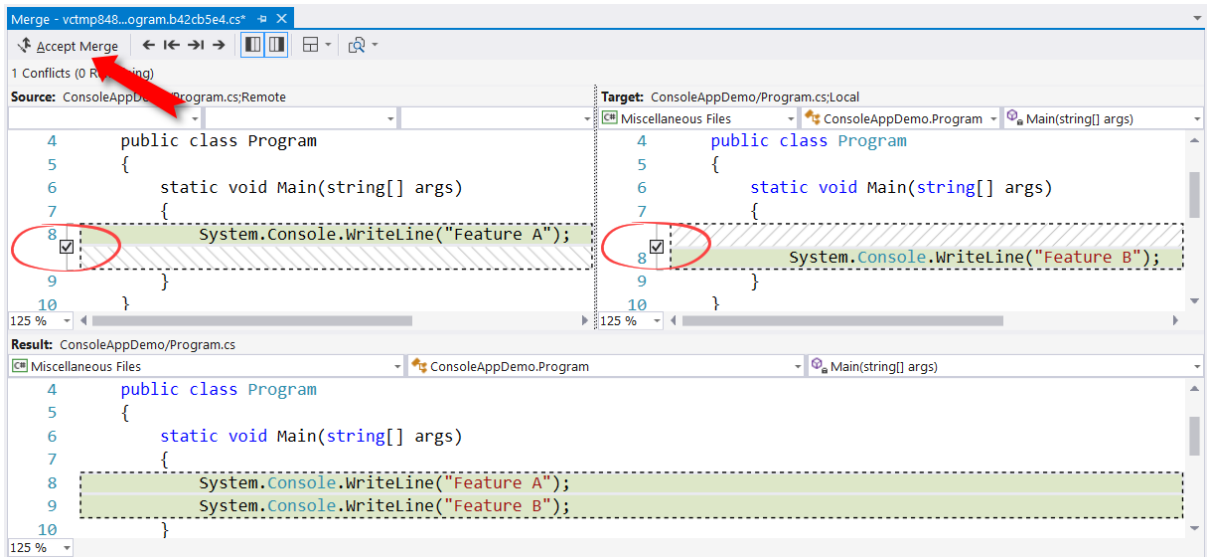 Merge - vctmp848...ogram.b42cb5e4.cs*
Accept Merge
1 Conflicts (0 R ing)
Source: ConsoleAppD /Program.cs;Remote
Target: ConsoleAppDemo/Program.cs;Local
Miscellaneous Files ConsoleAppDemo.Program Main(string[] args)
4 public class Program
5 {
6 static void Main(string[] args)
7 {
8 System.Console.WriteLine("Feature A");
9 }
10 }
125 %
4 public class Program
5 {
6 static void Main(string[] args)
7 {
8 System.Console.WriteLine("Feature B");
9 }
10 }
125 %
Result: ConsoleAppDemo/Program.cs
C# Miscellaneous Files ConsoleAppDemo.Program Main(string[] args)
4 public class Program
5 {
6 static void Main(string[] args)
7 {
8 System.Console.WriteLine("Feature A");
9 System.Console.WriteLine("Feature B");
10 }
125 %